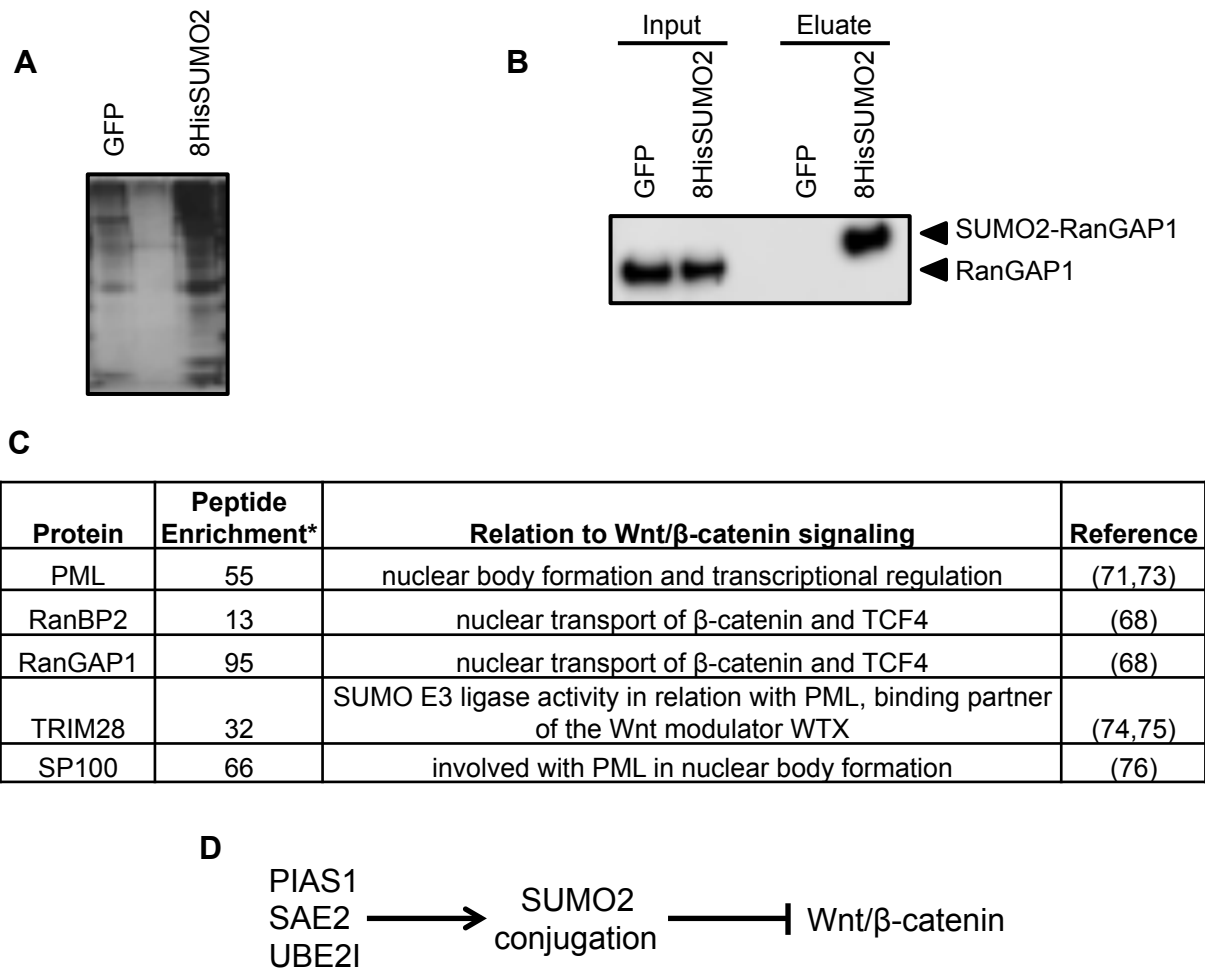 A
GFP
8HisSUMO2
B
Input
Eluate
GFP
8HisSUMO2
GFP
8HisSUMO2
SUMO2-RanGAP1
RanGAP1
C
Protein
Peptide
Enrichment*
Relation to Wnt/β-catenin signaling
Reference
PML
55
nuclear body formation and transcriptional regulation
(71,73)
RanBP2
13
nuclear transport of β-catenin and TCF4
(68)
RanGAP1
95
nuclear transport of β-catenin and TCF4
(68)
TRIM28
32
SUMO E3 ligase activity in relation with PML, binding partner
of the Wnt modulator WTX
(74,75)
SP100
66
involved with PML in nuclear body formation
(76)
D
PIAS1
SAE2
UBE2I
SUMO2
conjugation
Wnt/β-catenin